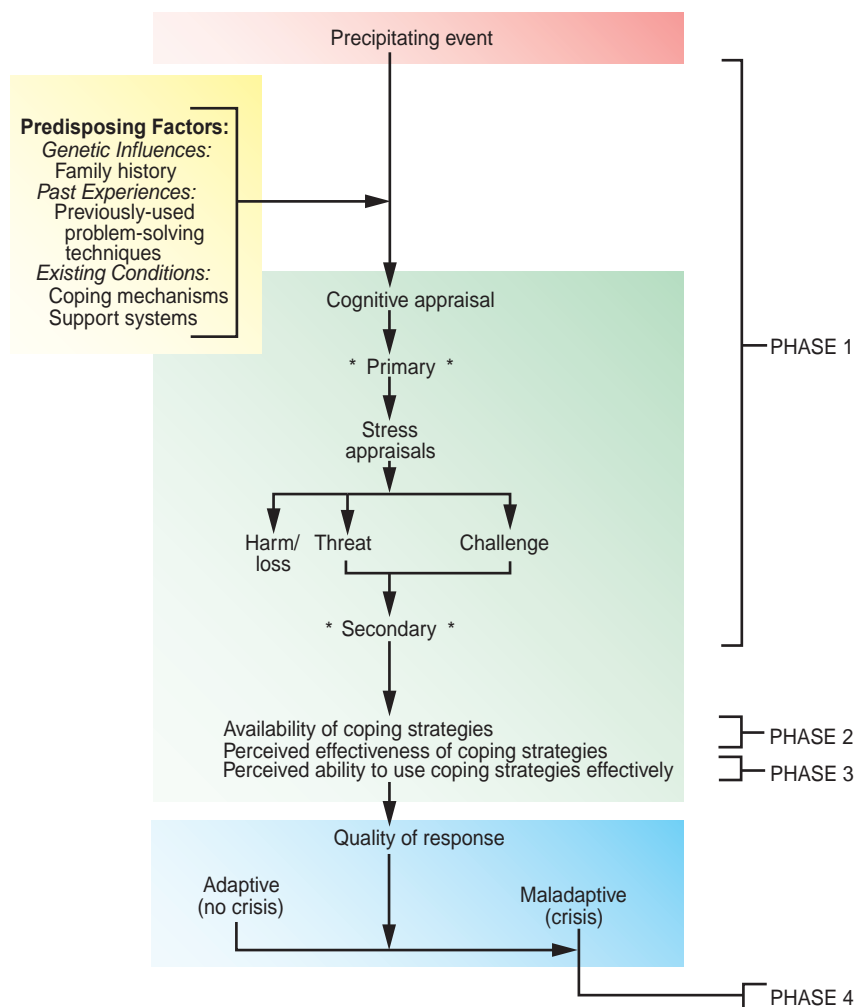 Precipitating event
Predisposing Factors:
Genetic Influences:
Family history
Past Experiences:
Previously-used
problem-solving
techniques
Existing Conditions:
Coping mechanisms
Support systems
Cognitive appraisal
* Primary *
Stress
appraisals
Harm/
loss
Threat
Challenge
* Secondary *
PHASE 1
Availability of coping strategies
Perceived effectiveness of coping strategies
Perceived ability to use coping strategies effectively
PHASE 2
PHASE 3
Quality of response
Adaptive
(no crisis)
Maladaptive
(crisis)
PHASE 4